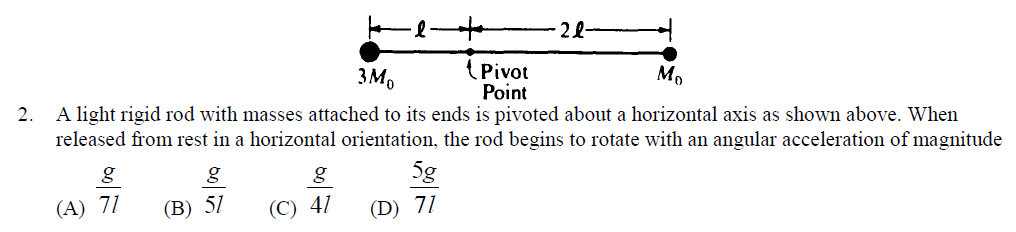 ℓ 2ℓ
3M₀ Pivot Point M₀
2. A light rigid rod with masses attached to its ends is pivoted about a horizontal axis as shown above. When
released from rest in a horizontal orientation, the rod begins to rotate with an angular acceleration of magnitude
(A) g/7l (B) g/5l (C) g/4l (D) 5g/7l